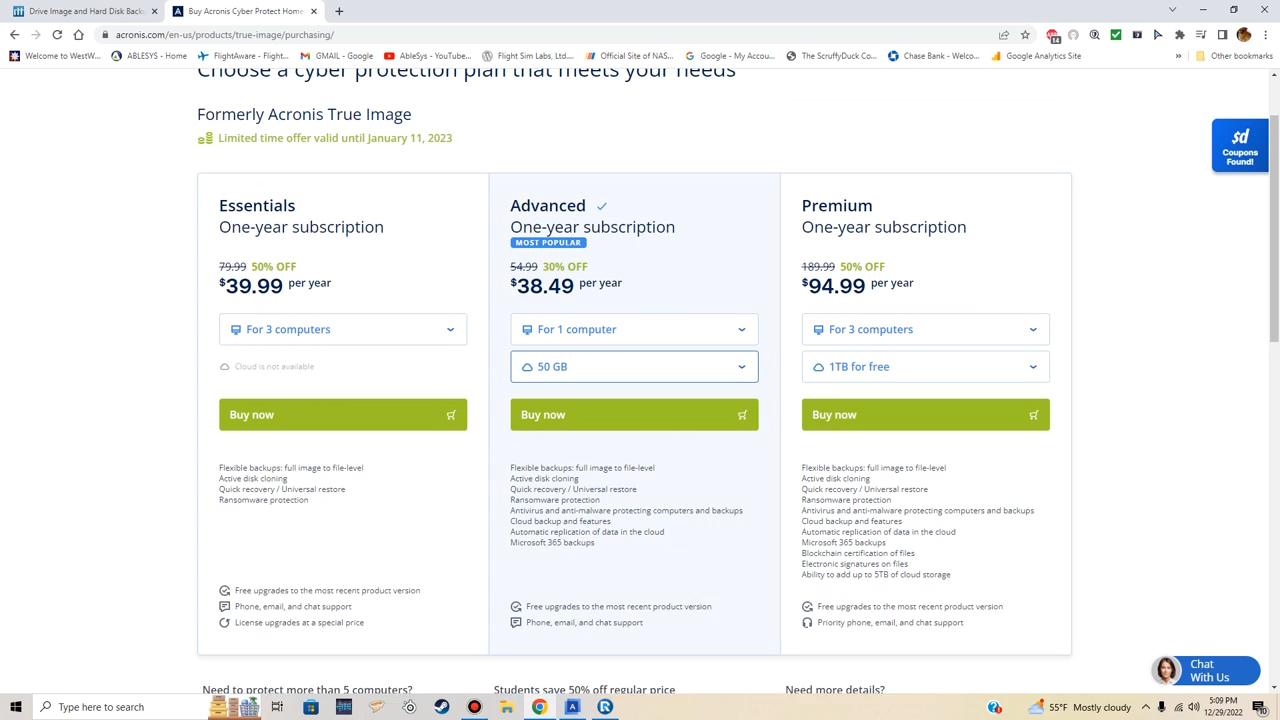 Drive Image and Hard Disk Back
Buy Acronis Cyber Protect Home
acronis.com/en-us/products/true-image/purchasing/
14
Welcome to WestW...
ABLESYS - Home
FlightAware - Flight...
GMAIL - Google
AbleSys - YouTube...
Flight Sim Labs, Ltd...
Official Site of NAS...
Google - My Accou...
The ScruffyDuck Co...
Chase Bank - Welco...
Google Analytics Site
»
Other bookmarks
Choose a cyber protection plan that meets your needs
Formerly Acronis True Image
Limited time offer valid until January 11, 2023
sd
Coupons
Found!
Essentials
One-year subscription
79.99 50% OFF
$39.99 per year
For 3 computers
Cloud is not available
Buy now
Flexible backups: full image to file-level
Active disk cloning
Quick recovery / Universal restore
Ransomware protection
Free upgrades to the most recent product version
Phone, email, and chat support
License upgrades at a special price
Advanced
One-year subscription
MOST POPULAR
54.99 30% OFF
$38.49 per year
For 1 computer
50 GB
Buy now
Flexible backups: full image to file-level
Active disk cloning
Quick recovery / Universal restore
Ransomware protection
Antivirus and anti-malware protecting computers and backups
Cloud backup and features
Automatic replication of data in the cloud
Microsoft 365 backups
Free upgrades to the most recent product version
Phone, email, and chat support
Premium
One-year subscription
189.99 50% OFF
$94.99 per year
For 3 computers
1TB for free
Buy now
Flexible backups: full image to file-level
Active disk cloning
Quick recovery / Universal restore
Ransomware protection
Antivirus and anti-malware protecting computers and backups
Cloud backup and features
Automatic replication of data in the cloud
Microsoft 365 backups
Blockchain certification of files
Electronic signatures on files
Ability to add up to 5TB of cloud storage
Free upgrades to the most recent product version
Priority phone, email, and chat support
Need to protect more than 5 computers?
Students save 50% off regular price
Need more details?
Chat
With Us
Type here to search
55°F Mostly cloudy
5:09 PM
12/29/2022
10